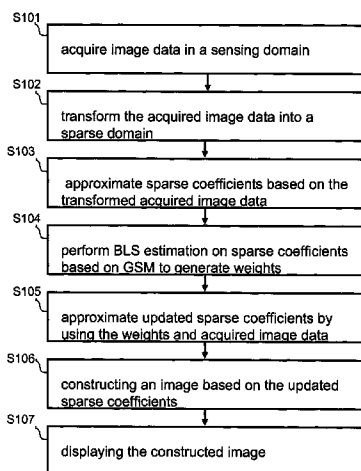 S101
acquire image data in a sensing domain
S102
transform the acquired image data into
a sparse domain
S103
approximate sparse coefficients based on the
transformed acquired image data
S104
perform BLS estimation on sparse coefficients
based on GSM to generate weights
S105
approximate updated sparse coefficients by
using the weights and acquired image data
S106
constructing an image based on the updated
sparse coefficients
S107
displaying the constructed image